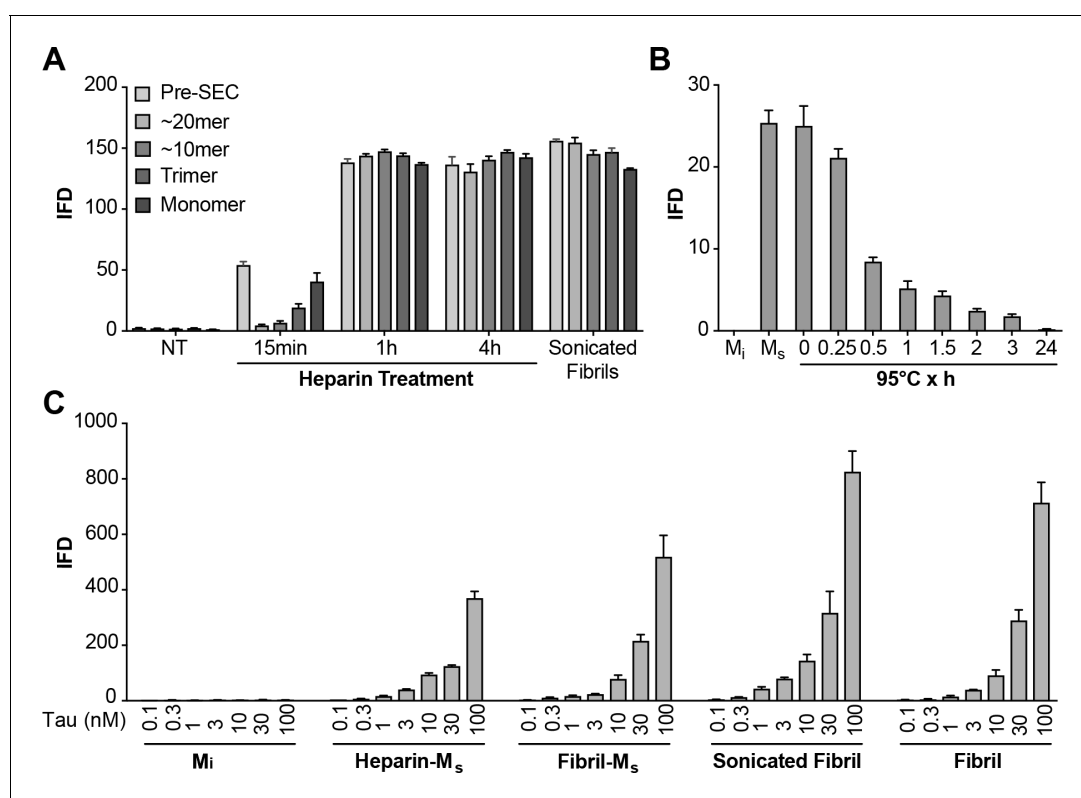 A
200
150
100
50
0
IFD
Pre-SEC
~20mer
~10mer
Trimer
Monomer
NT
15min
1h
4h
Sonicated
Fibrils
Heparin Treatment
B
30
20
10
0
IFD
Mi Ms 0 0.25 0.5 1 1.5 2 3 24
95°C x h
C
1000
800
600
400
200
0
IFD
Tau (nM)
0.1 0.3 1 3 10 30 100
0.1 0.3 1 3 10 30 100
0.1 0.3 1 3 10 30 100
0.1 0.3 1 3 10 30 100
0.1 0.3 1 3 10 30 100
Mi
Heparin-Ms
Fibril-Ms
Sonicated Fibril
Fibril